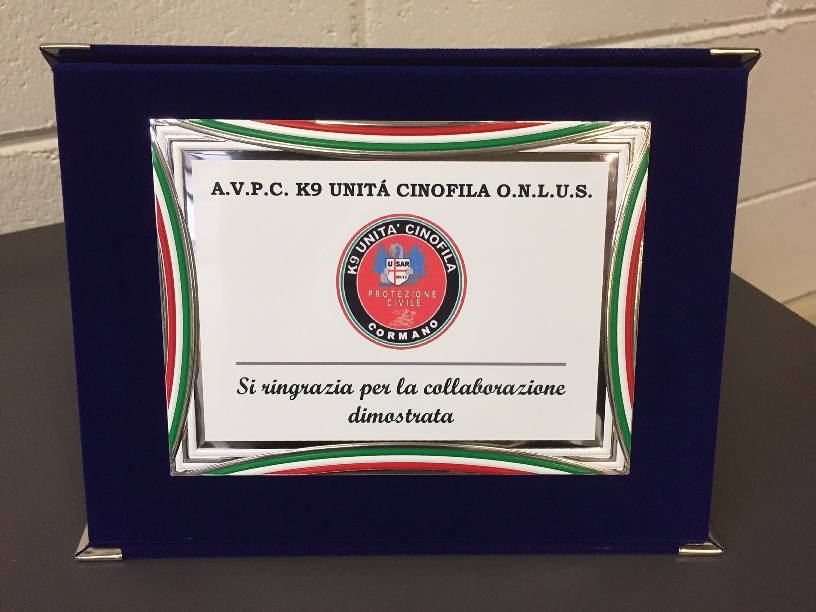 A.V.P.C. K9 UNITÁ CINOFILA O.N.L.U.S.
K9 UNITA' CINOFILA
USAR
PROTEZIONE
CIVILE
CORMANO
Si ringrazia per la collaborazione
dimostrata